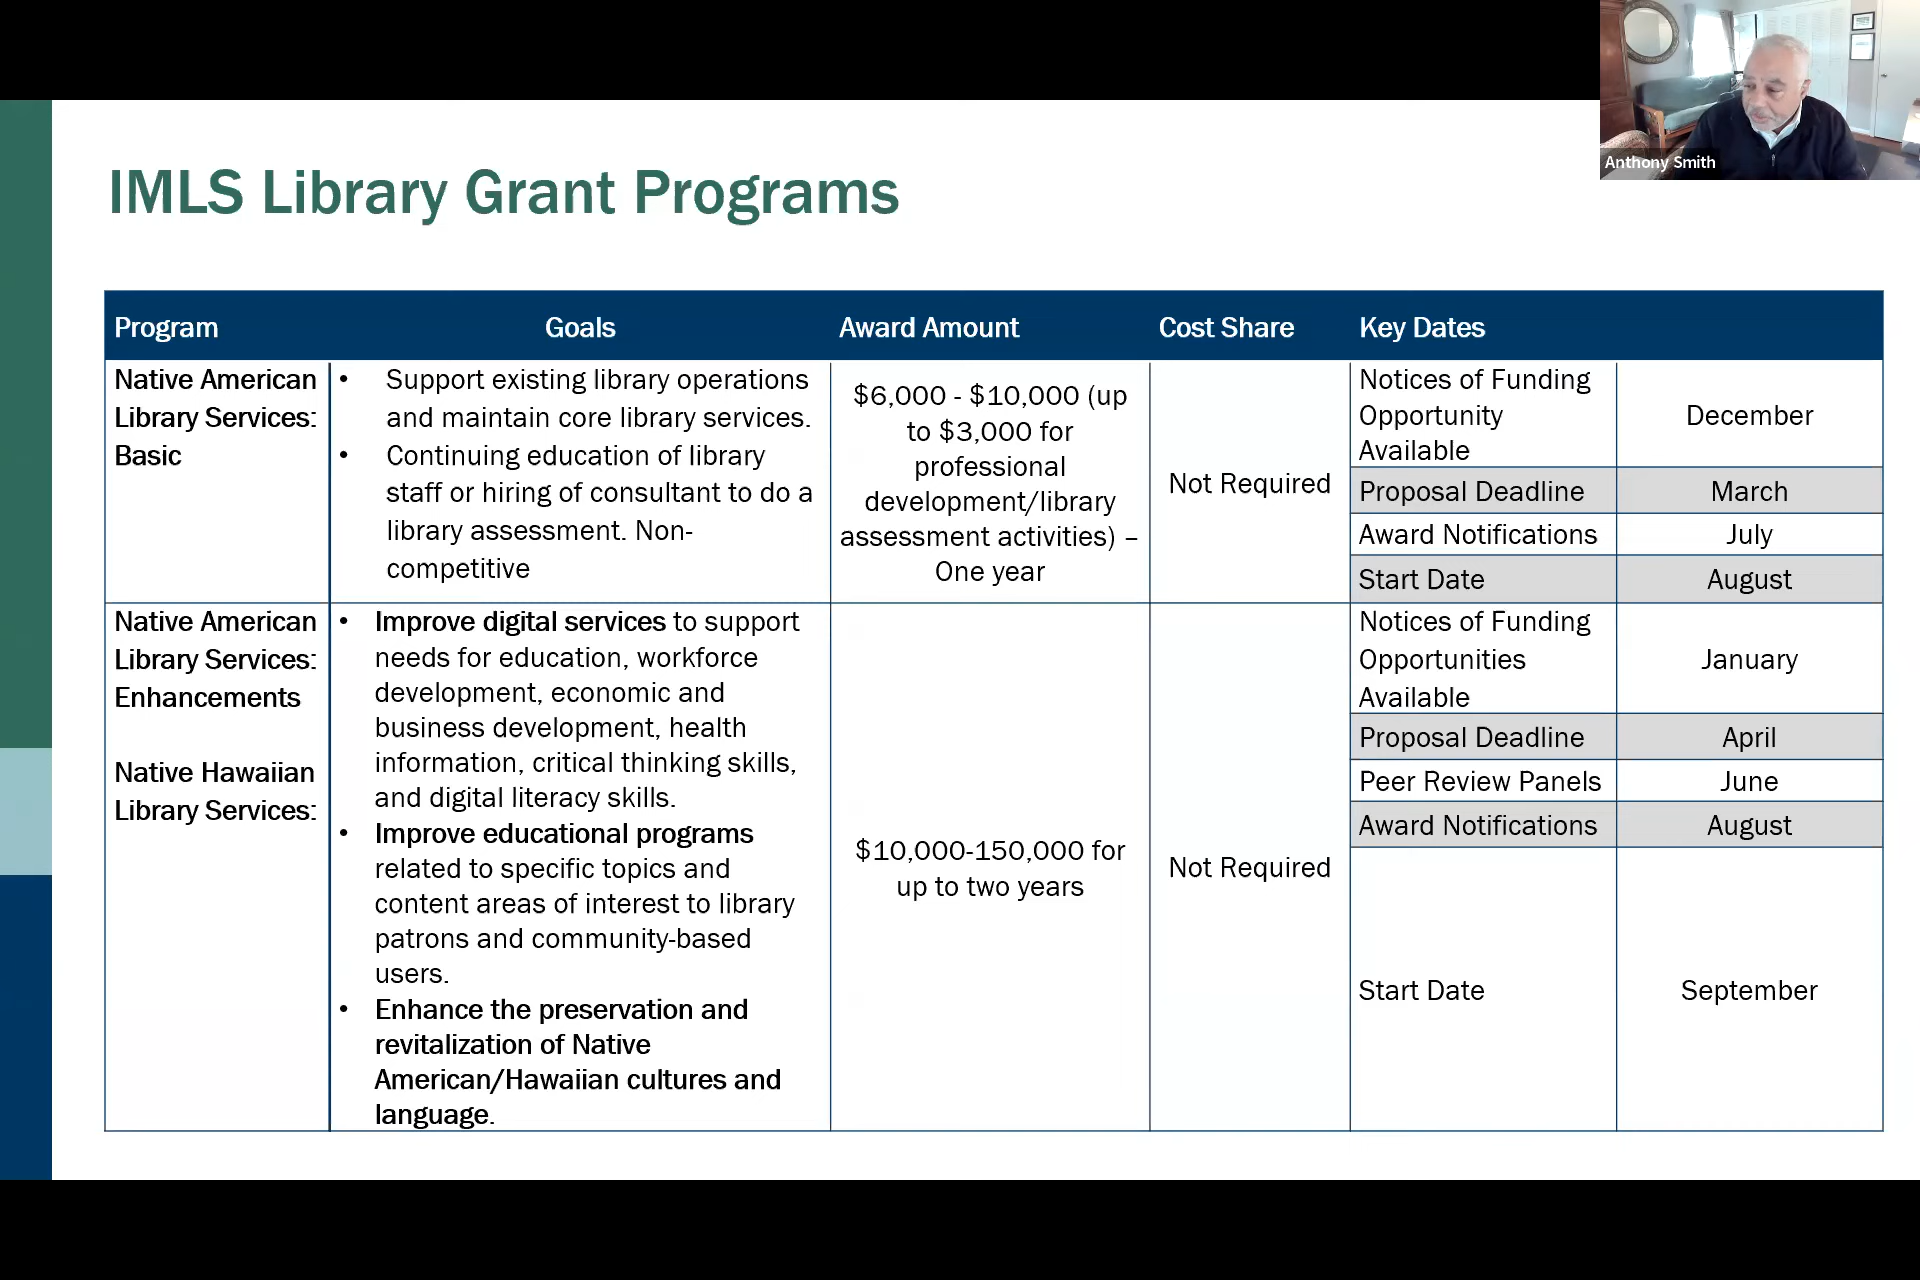 Anthony Smith
IMLS Library Grant Programs
Program Goals Award Amount Cost Share Key Dates
Native American
Library Services:
Basic
• Support existing library operations
and maintain core library services.
• Continuing education of library
staff or hiring of consultant to do a
library assessment. Non-
competitive
$6,000 - $10,000 (up
to $3,000 for
professional
development/library
assessment activities) –
One year
Not Required
Notices of Funding
Opportunity
Available
December
Proposal Deadline March
Award Notifications July
Start Date August
Native American
Library Services:
Enhancements
Native Hawaiian
Library Services:
• Improve digital services to support
needs for education, workforce
development, economic and
business development, health
information, critical thinking skills,
and digital literacy skills.
• Improve educational programs
related to specific topics and
content areas of interest to library
patrons and community-based
users.
• Enhance the preservation and
revitalization of Native
American/Hawaiian cultures and
language.
$10,000-150,000 for
up to two years
Not Required
Notices of Funding
Opportunities
Available
January
Proposal Deadline April
Peer Review Panels June
Award Notifications August
Start Date September